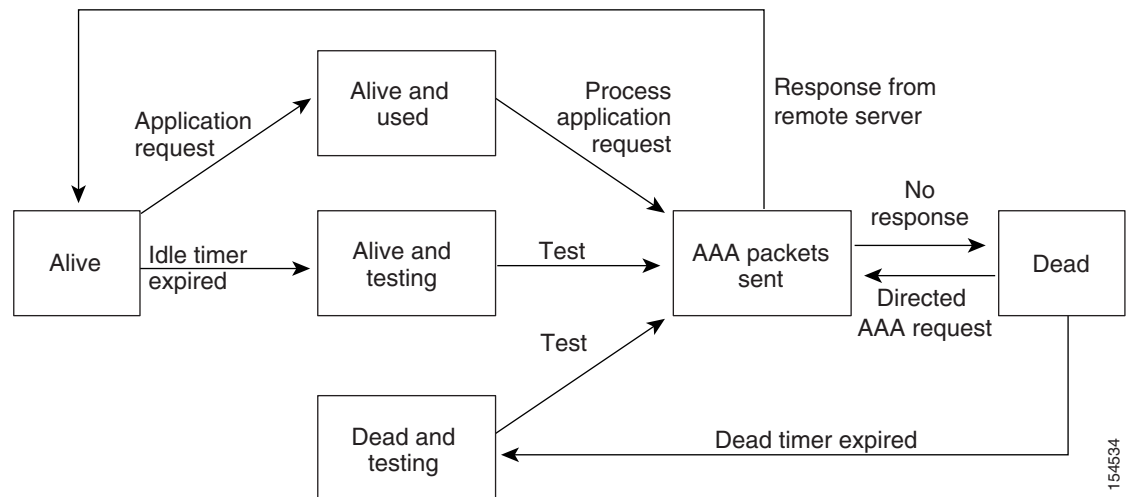 Response from
remote server
Alive and
used
Process
application
request
Application
request
No
response
Alive
Idle timer
expired
Alive and
testing
Test
AAA packets
sent
Dead
Directed
AAA request
Test
Dead and
testing
Dead timer expired
154534